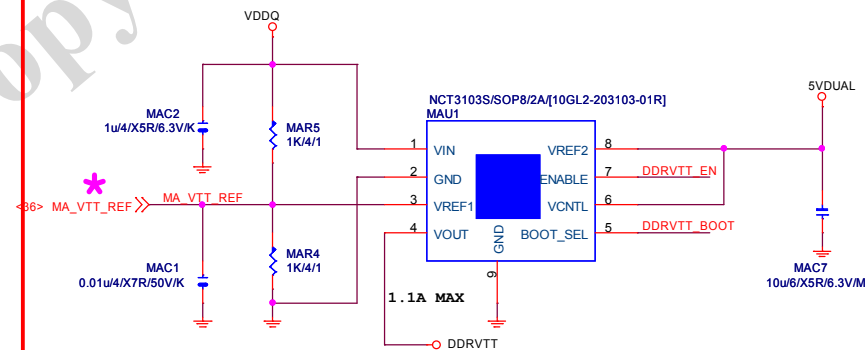 opy
VDDQ
5VDUAL
NCT3103S/SOP8/2A/[10GL2-203103-01R]
MAU1
MAC2
1u/4/X5R/6.3V/K
MAR5
1K/4/1
1 VIN VREF2 8
2 GND ENABLE 7 DDRVTT_EN
3 VREF1 VCNTL 6
4 VOUT BOOT_SEL 5 DDRVTT_BOOT
GND
9
MA_VTT_REF MA_VTT_REF
MAC1
0.01u/4/X7R/50V/K
MAR4
1K/4/1
MAC7
10u/6/X5R/6.3V/M
1.1A MAX
DDRVTT